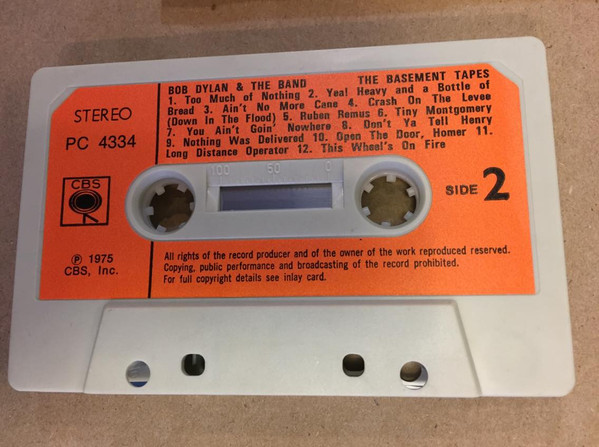 STEREO
PC 4334
CBS
℗ 1975
CBS, Inc.
BOB DYLAN & THE BAND THE BASEMENT TAPES
1. Too Much of Nothing 2. Yea! Heavy and a Bottle of
Bread 3. Ain't No More Cane 4. Crash On The Levee
(Down In The Flood) 5. Ruben Remus 6. Tiny Montgomery
7. You Ain't Goin' Nowhere 8. Don't Ya Tell Henry
9. Nothing Was Delivered 10. Open The Door, Homer 11.
Long Distance Operator 12. This Wheel's On Fire
100 50 0
SIDE 2
All rights of the record producer and of the owner of the work reproduced reserved.
Copying, public performance and broadcasting of the record prohibited.
For full copyright details see inlay card.